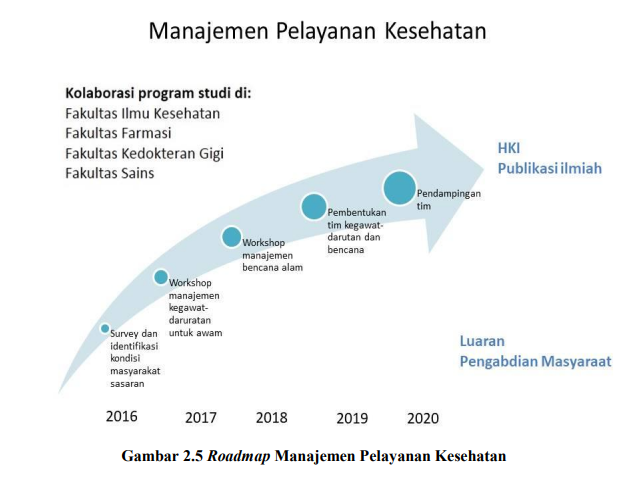 Manajemen Pelayanan Kesehatan
Kolaborasi program studi di:
Fakultas Ilmu Kesehatan
Fakultas Farmasi
Fakultas Kedokteran Gigi
Fakultas Sains
HKI
Publikasi ilmiah
Pendampingan
tim
Pembentukan
tim kegawat-
darutan dan
bencana
Workshop
manajemen
bencana alam
Workshop
manajemen
kegawat-
daruratan
untuk awam
Survey dan
identifikasi
kondisi
masyarakat
sasaran
Luaran
Pengabdian Masyaraat
2016 2017 2018 2019 2020
Gambar 2.5 Roadmap Manajemen Pelayanan Kesehatan